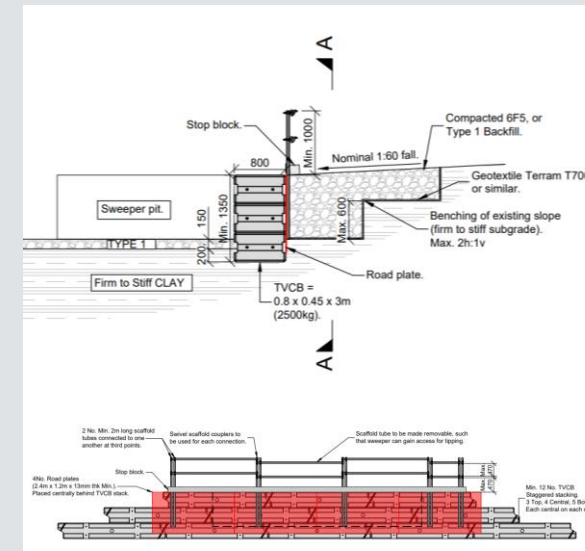 A
Stop block.
Min. 1000
Compacted 6F5, or
Type 1 Backfill.
800
Nominal 1:60 fall.
Geotextile Terram T700
or similar.
Sweeper pit.
150
Min. 1350
Max. 600
Benching of existing slope
(firm to stiff subgrade).
Max. 2h:1v
TYPE 1
200
Road plate.
Firm to Stiff CLAY
TVCB =
0.8 x 0.45 x 3m
(2500kg).
A
2 No. Min. 2m long scaffold
tubes connected to one
another at third points.
Swivel scaffold couplers to
be used for each connection.
Scaffold tube to be made removable, such
that sweeper can gain access for tipping.
Stop block.
Max. Max.
470 470
4No. Road plates
(2.4m x 1.2m x 13mm thk Min.).
Placed centrally behind TVCB stack.
Min. 12 No. TVCB
Staggered stacking.
3 Top, 4 Central, 5 Bo
Each central on each